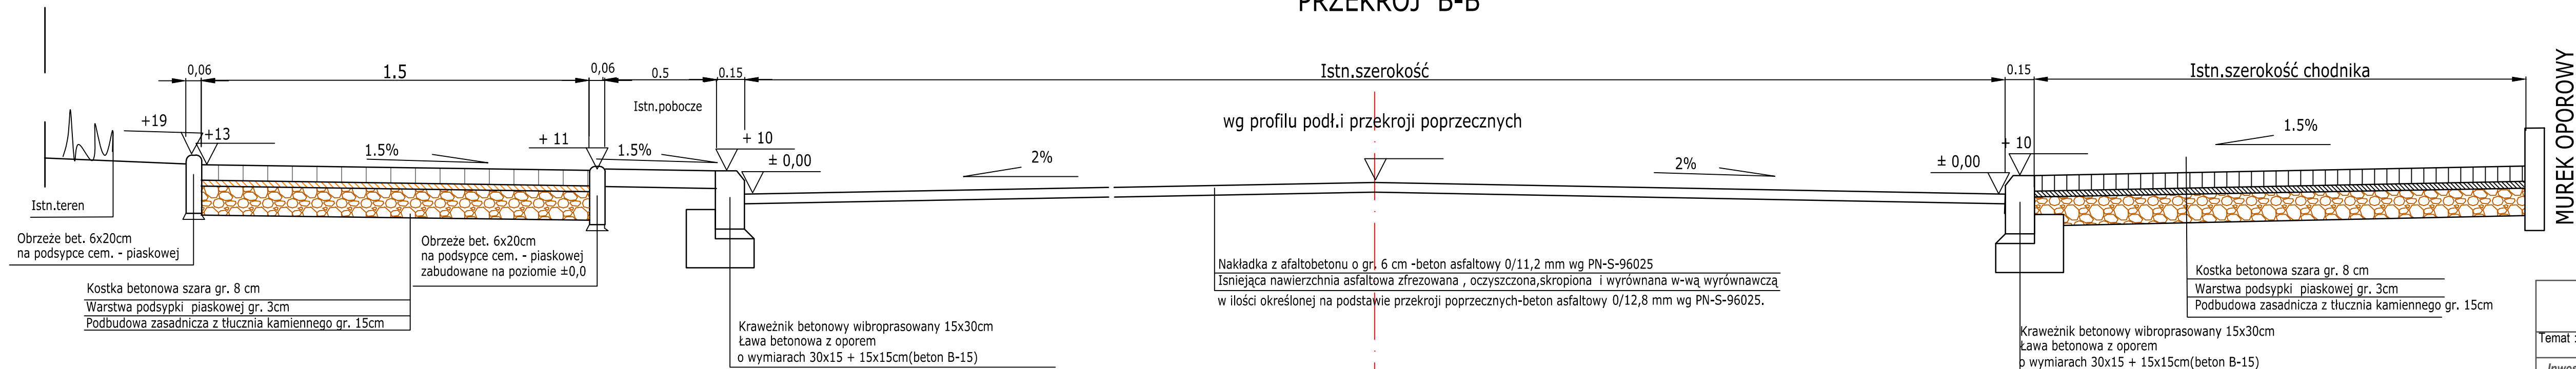 PRZEKRÓJ B-B
0,06
1.5
0,06
0.5
0.15
Istn.szerokość
0.15
Istn.szerokość chodnika
MUREK OPOROWY
Istn.pobocze
wg profilu podł.i przekroji poprzecznych
+19
+13
1.5%
+ 11
1.5%
+ 10
± 0,00
2%
2%
± 0,00
+ 10
1.5%
Istn.teren
Obrzeże bet. 6x20cm
na podsypce cem. - piaskowej
Obrzeże bet. 6x20cm
na podsypce cem. - piaskowej
zabudowane na poziomie ±0,0
Kostka betonowa szara gr. 8 cm
Warstwa podsypki piaskowej gr. 3cm
Podbudowa zasadnicza z tłucznia kamiennego gr. 15cm
Kraweżnik betonowy wibroprasowany 15x30cm
Ława betonowa z oporem
o wymiarach 30x15 + 15x15cm(beton B-15)
Nakładka z afaltobetonu o gr. 6 cm -beton asfaltowy 0/11,2 mm wg PN-S-96025
Isniejąca nawierzchnia asfaltowa zfrezowana , oczyszczona,skropiona i wyrównana w-wą wyrównawczą
w ilości określonej na podstawie przekroji poprzecznych-beton asfaltowy 0/12,8 mm wg PN-S-96025.
Kostka betonowa szara gr. 8 cm
Warstwa podsypki piaskowej gr. 3cm
Podbudowa zasadnicza z tłucznia kamiennego gr. 15cm
Kraweżnik betonowy wibroprasowany 15x30cm
Ława betonowa z oporem
o wymiarach 30x15 + 15x15cm(beton B-15)
Temat :